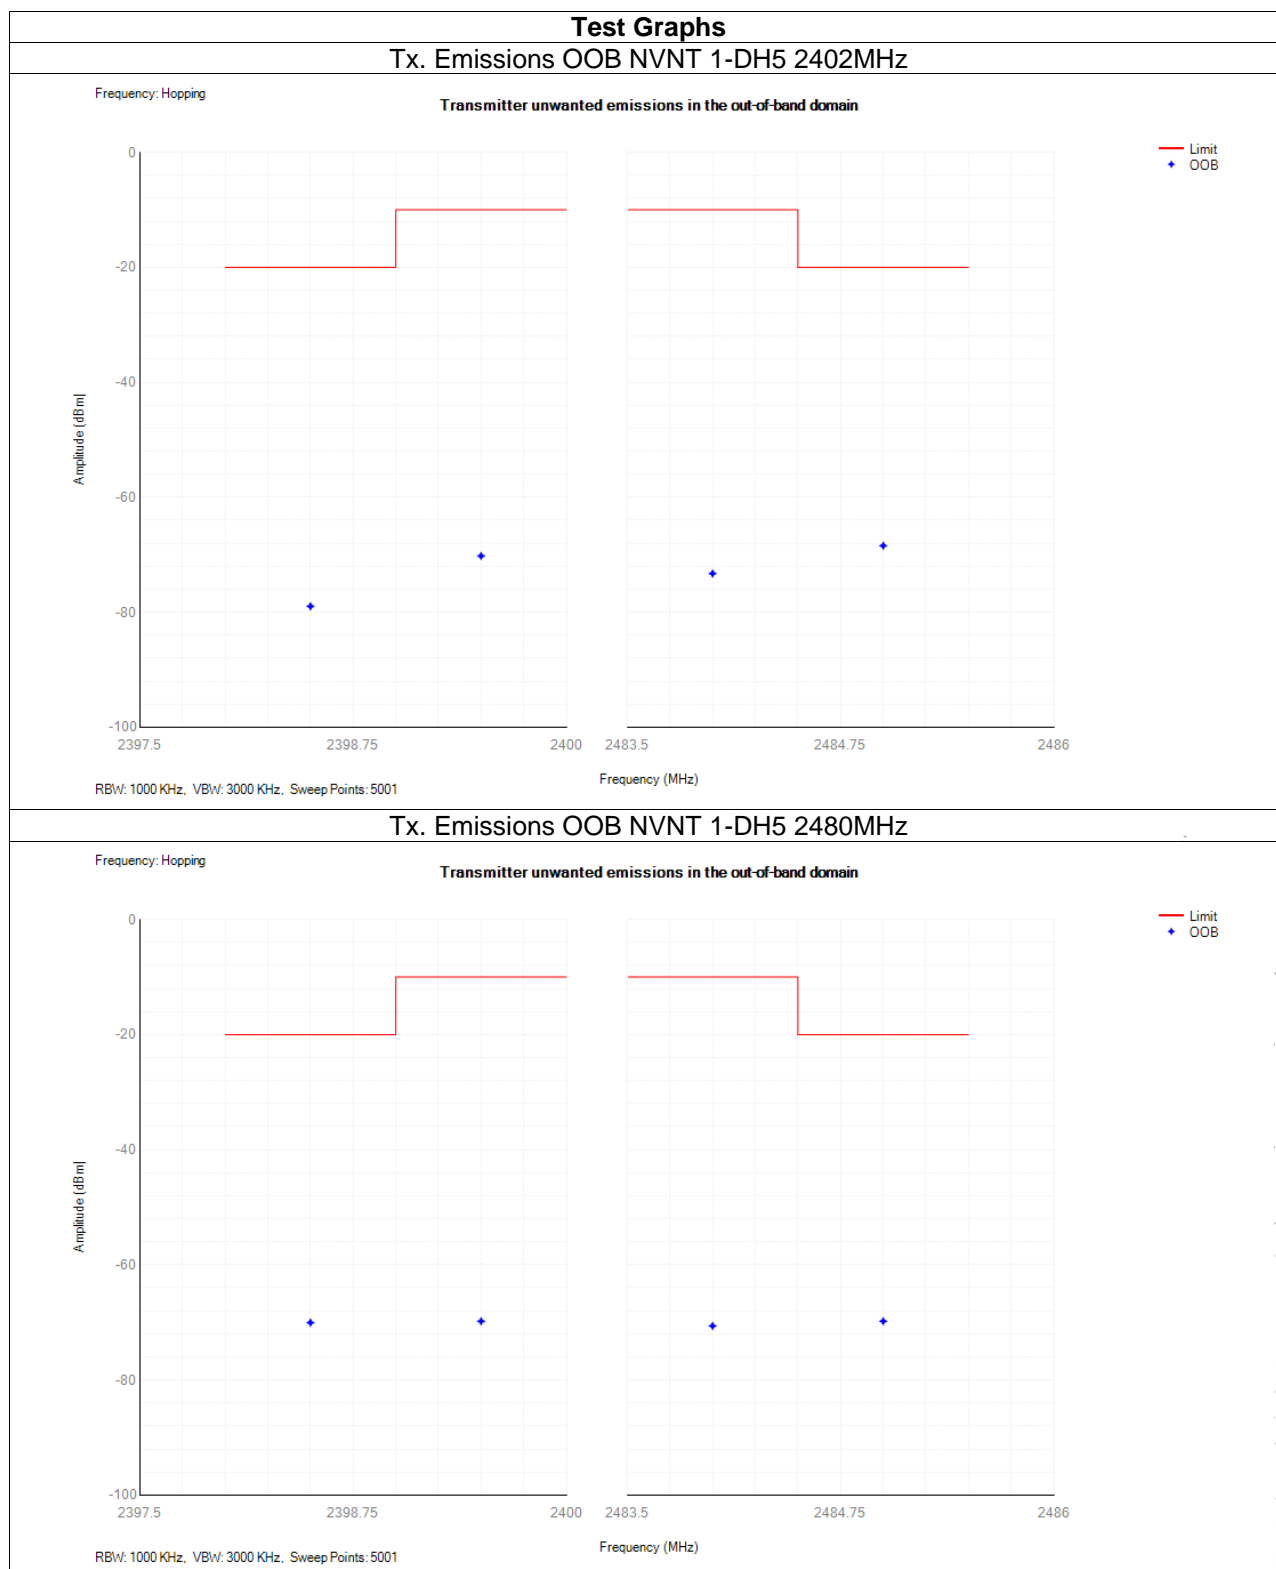 Test Graphs
Tx. Emissions OOB NVNT 1-DH5 2402MHz
Frequency: Hopping
Transmitter unwanted emissions in the out-of-band domain
Limit
OOB
0
-20
-40
-60
-80
-100
Amplitude (dBm)
2397.5 2398.75 2400 2483.5 2484.75 2486
Frequency (MHz)
RBW: 1000 KHz, VBW: 3000 KHz, Sweep Points: 5001
Tx. Emissions OOB NVNT 1-DH5 2480MHz
Frequency: Hopping
Transmitter unwanted emissions in the out-of-band domain
Limit
OOB
0
-20
-40
-60
-80
-100
Amplitude (dBm)
2397.5 2398.75 2400 2483.5 2484.75 2486
Frequency (MHz)
RBW: 1000 KHz, VBW: 3000 KHz, Sweep Points: 5001